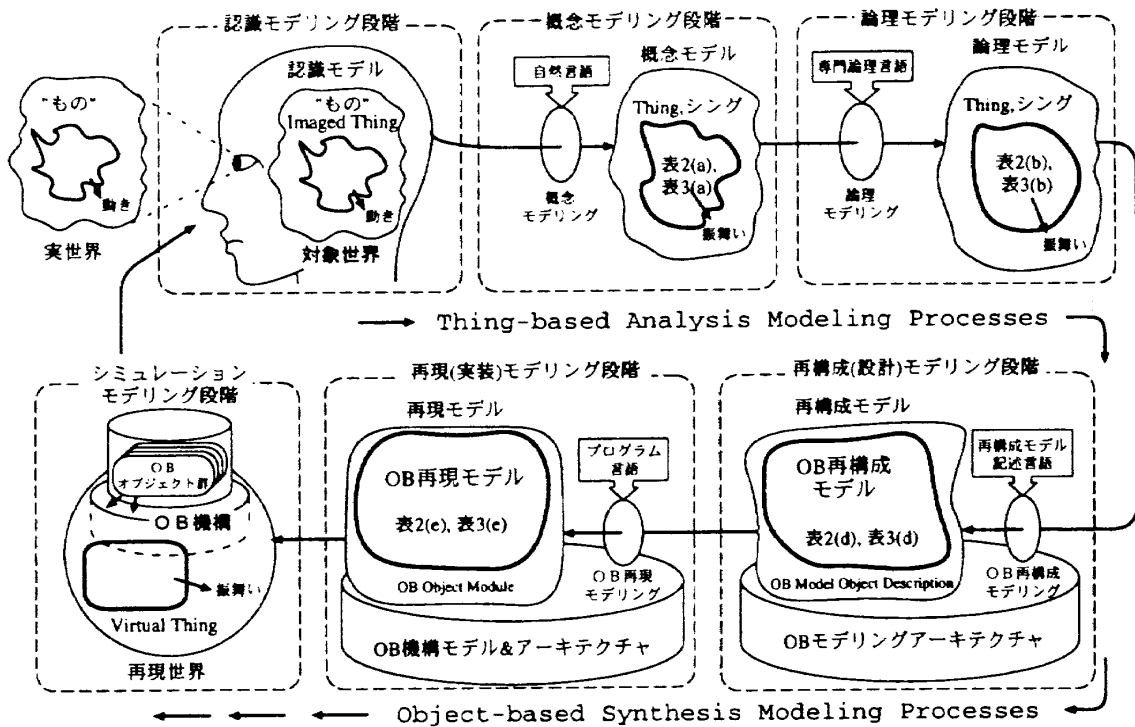 認識モデリング段階
認識モデル
"もの"
Imaged Thing
動き
対象世界
"もの"
動き
実世界
概念モデリング段階
概念モデル
自然言語
Thing,シング
表2(a),
表3(a)
振舞い
概念
モデリング
論理モデリング段階
論理モデル
専門論理言語
Thing,シング
表2(b),
表3(b)
振舞い
論理
モデリング
Thing-based Analysis Modeling Processes
シミュレーション
モデリング段階
OB
オブジェクト群
OB機構
振舞い
Virtual Thing
再現世界
再現(実装)モデリング段階
再現モデル
プログラム
言語
OB再現モデル
表2(e), 表3(e)
OB Object Module
OB再現
モデリング
OB機構モデル&アーキテクチャ
再構成(設計)モデリング段階
再構成モデル
再構成モデル
記述言語
OB再構成
モデル
表2(d), 表3(d)
OB Model Object Description
OB再構成
モデリング
OBモデリングアーキテクチャ
Object-based Synthesis Modeling Processes